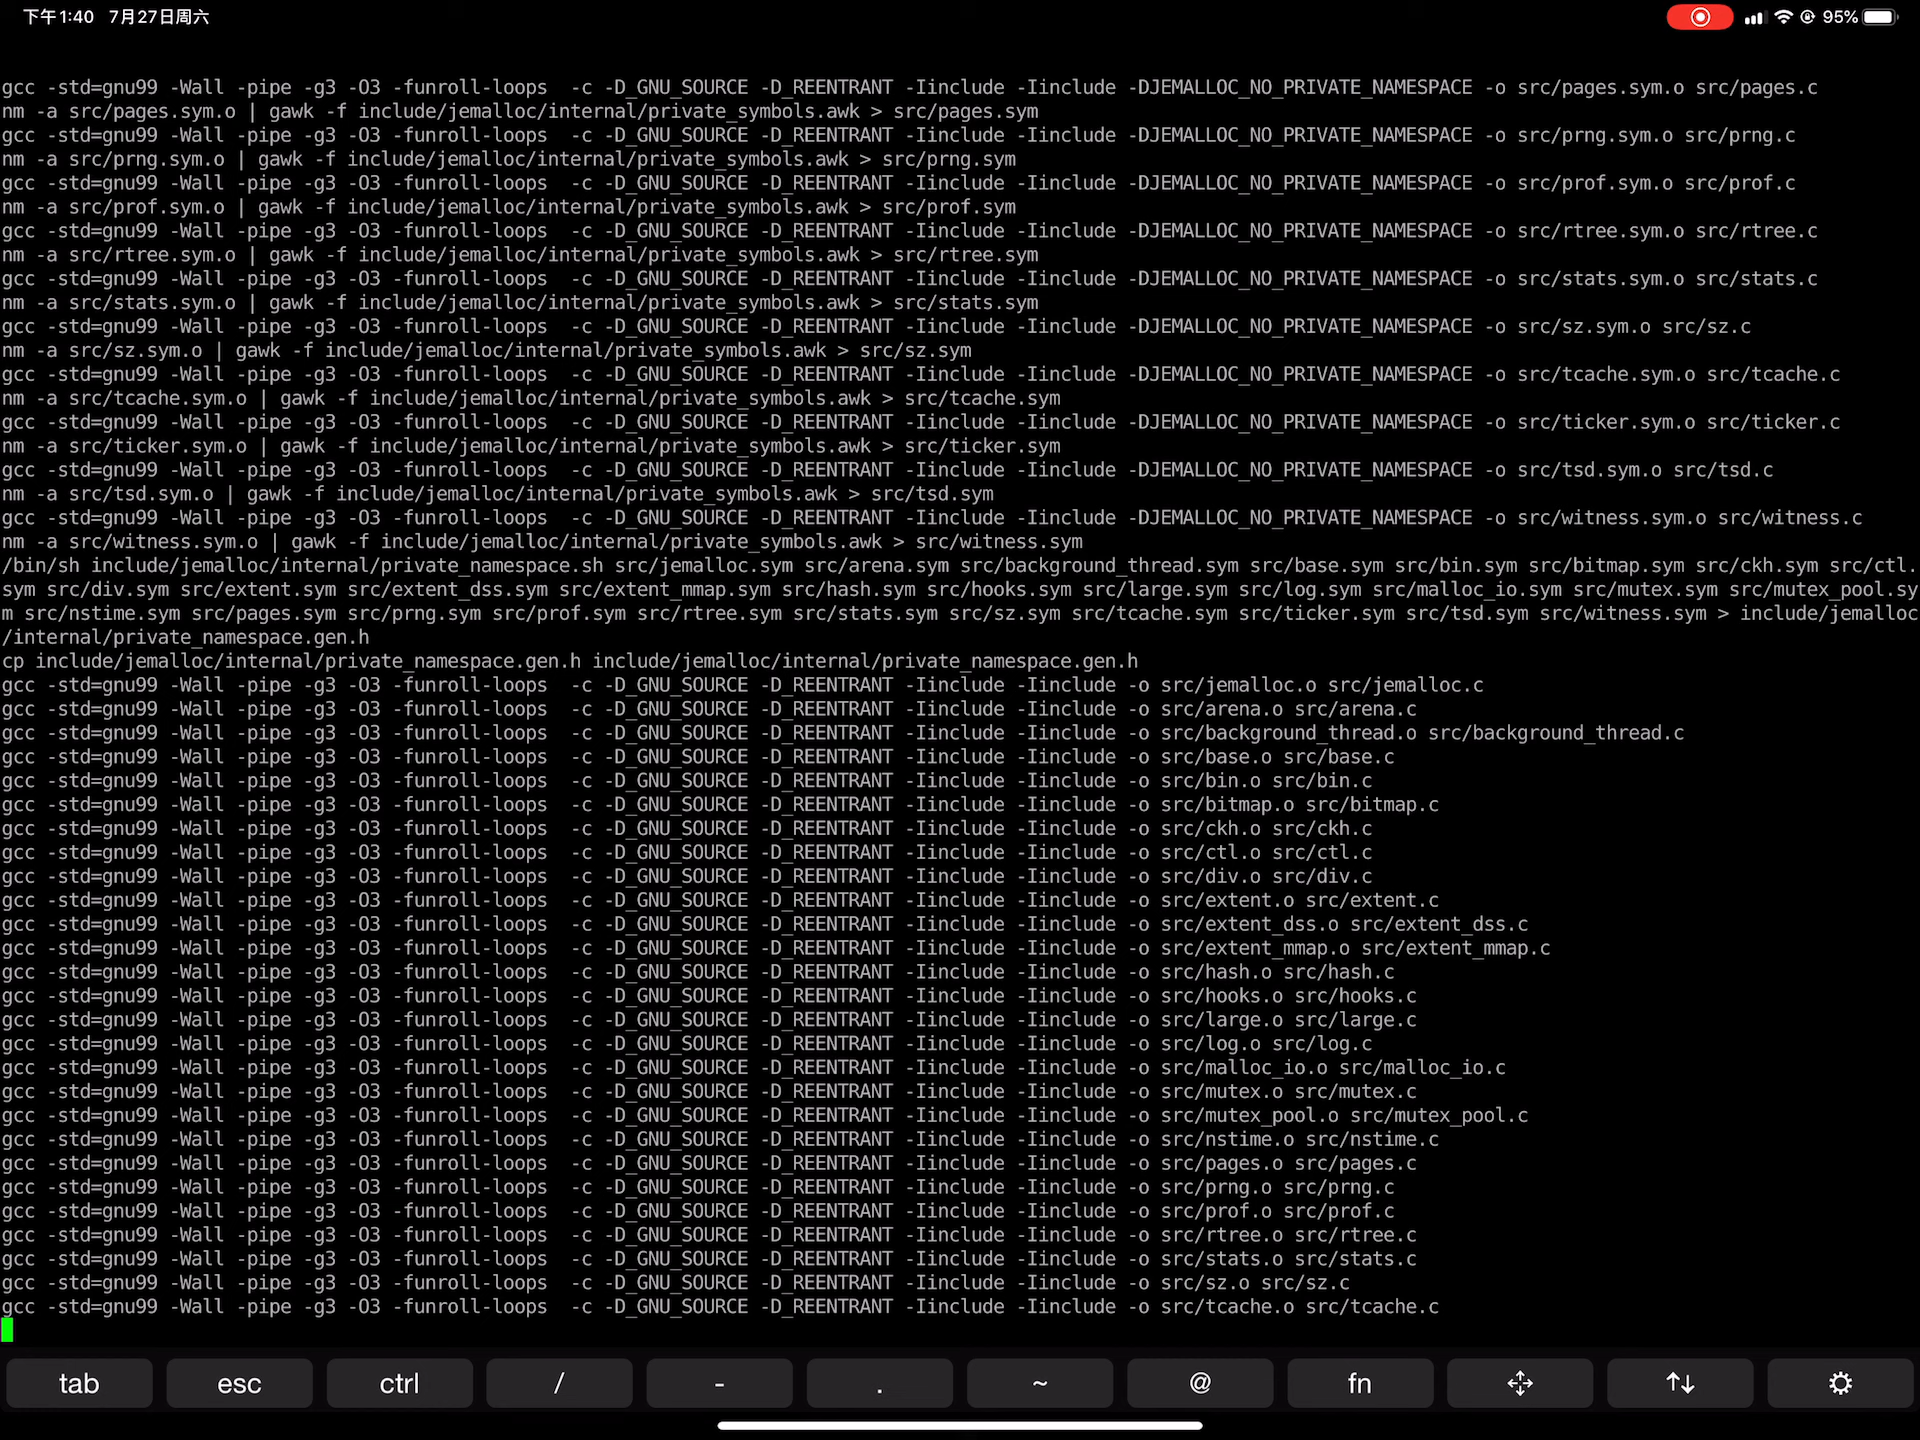 下午1:40 7月27日周六
95%
gcc -std=gnu99 -Wall -pipe -g3 -O3 -funroll-loops  -c -D_GNU_SOURCE -D_REENTRANT -Iinclude -Iinclude -DJEMALLOC_NO_PRIVATE_NAMESPACE -o src/pages.sym.o src/pages.c
nm -a src/pages.sym.o | gawk -f include/jemalloc/internal/private_symbols.awk > src/pages.sym
gcc -std=gnu99 -Wall -pipe -g3 -O3 -funroll-loops  -c -D_GNU_SOURCE -D_REENTRANT -Iinclude -Iinclude -DJEMALLOC_NO_PRIVATE_NAMESPACE -o src/prng.sym.o src/prng.c
nm -a src/prng.sym.o | gawk -f include/jemalloc/internal/private_symbols.awk > src/prng.sym
gcc -std=gnu99 -Wall -pipe -g3 -O3 -funroll-loops  -c -D_GNU_SOURCE -D_REENTRANT -Iinclude -Iinclude -DJEMALLOC_NO_PRIVATE_NAMESPACE -o src/prof.sym.o src/prof.c
nm -a src/prof.sym.o | gawk -f include/jemalloc/internal/private_symbols.awk > src/prof.sym
gcc -std=gnu99 -Wall -pipe -g3 -O3 -funroll-loops  -c -D_GNU_SOURCE -D_REENTRANT -Iinclude -Iinclude -DJEMALLOC_NO_PRIVATE_NAMESPACE -o src/rtree.sym.o src/rtree.c
nm -a src/rtree.sym.o | gawk -f include/jemalloc/internal/private_symbols.awk > src/rtree.sym
gcc -std=gnu99 -Wall -pipe -g3 -O3 -funroll-loops  -c -D_GNU_SOURCE -D_REENTRANT -Iinclude -Iinclude -DJEMALLOC_NO_PRIVATE_NAMESPACE -o src/stats.sym.o src/stats.c
nm -a src/stats.sym.o | gawk -f include/jemalloc/internal/private_symbols.awk > src/stats.sym
gcc -std=gnu99 -Wall -pipe -g3 -O3 -funroll-loops  -c -D_GNU_SOURCE -D_REENTRANT -Iinclude -Iinclude -DJEMALLOC_NO_PRIVATE_NAMESPACE -o src/sz.sym.o src/sz.c
nm -a src/sz.sym.o | gawk -f include/jemalloc/internal/private_symbols.awk > src/sz.sym
gcc -std=gnu99 -Wall -pipe -g3 -O3 -funroll-loops  -c -D_GNU_SOURCE -D_REENTRANT -Iinclude -Iinclude -DJEMALLOC_NO_PRIVATE_NAMESPACE -o src/tcache.sym.o src/tcache.c
nm -a src/tcache.sym.o | gawk -f include/jemalloc/internal/private_symbols.awk > src/tcache.sym
gcc -std=gnu99 -Wall -pipe -g3 -O3 -funroll-loops  -c -D_GNU_SOURCE -D_REENTRANT -Iinclude -Iinclude -DJEMALLOC_NO_PRIVATE_NAMESPACE -o src/ticker.sym.o src/ticker.c
nm -a src/ticker.sym.o | gawk -f include/jemalloc/internal/private_symbols.awk > src/ticker.sym
gcc -std=gnu99 -Wall -pipe -g3 -O3 -funroll-loops  -c -D_GNU_SOURCE -D_REENTRANT -Iinclude -Iinclude -DJEMALLOC_NO_PRIVATE_NAMESPACE -o src/tsd.sym.o src/tsd.c
nm -a src/tsd.sym.o | gawk -f include/jemalloc/internal/private_symbols.awk > src/tsd.sym
gcc -std=gnu99 -Wall -pipe -g3 -O3 -funroll-loops  -c -D_GNU_SOURCE -D_REENTRANT -Iinclude -Iinclude -DJEMALLOC_NO_PRIVATE_NAMESPACE -o src/witness.sym.o src/witness.c
nm -a src/witness.sym.o | gawk -f include/jemalloc/internal/private_symbols.awk > src/witness.sym
/bin/sh include/jemalloc/internal/private_namespace.sh src/jemalloc.sym src/arena.sym src/background_thread.sym src/base.sym src/bin.sym src/bitmap.sym src/ckh.sym src/ctl.
sym src/div.sym src/extent.sym src/extent_dss.sym src/extent_mmap.sym src/hash.sym src/hooks.sym src/large.sym src/log.sym src/malloc_io.sym src/mutex.sym src/mutex_pool.sy
m src/nstime.sym src/pages.sym src/prng.sym src/prof.sym src/rtree.sym src/stats.sym src/sz.sym src/tcache.sym src/ticker.sym src/tsd.sym src/witness.sym > include/jemalloc
/internal/private_namespace.gen.h
cp include/jemalloc/internal/private_namespace.gen.h include/jemalloc/internal/private_namespace.gen.h
gcc -std=gnu99 -Wall -pipe -g3 -O3 -funroll-loops  -c -D_GNU_SOURCE -D_REENTRANT -Iinclude -Iinclude -o src/jemalloc.o src/jemalloc.c
gcc -std=gnu99 -Wall -pipe -g3 -O3 -funroll-loops  -c -D_GNU_SOURCE -D_REENTRANT -Iinclude -Iinclude -o src/arena.o src/arena.c
gcc -std=gnu99 -Wall -pipe -g3 -O3 -funroll-loops  -c -D_GNU_SOURCE -D_REENTRANT -Iinclude -Iinclude -o src/background_thread.o src/background_thread.c
gcc -std=gnu99 -Wall -pipe -g3 -O3 -funroll-loops  -c -D_GNU_SOURCE -D_REENTRANT -Iinclude -Iinclude -o src/base.o src/base.c
gcc -std=gnu99 -Wall -pipe -g3 -O3 -funroll-loops  -c -D_GNU_SOURCE -D_REENTRANT -Iinclude -Iinclude -o src/bin.o src/bin.c
gcc -std=gnu99 -Wall -pipe -g3 -O3 -funroll-loops  -c -D_GNU_SOURCE -D_REENTRANT -Iinclude -Iinclude -o src/bitmap.o src/bitmap.c
gcc -std=gnu99 -Wall -pipe -g3 -O3 -funroll-loops  -c -D_GNU_SOURCE -D_REENTRANT -Iinclude -Iinclude -o src/ckh.o src/ckh.c
gcc -std=gnu99 -Wall -pipe -g3 -O3 -funroll-loops  -c -D_GNU_SOURCE -D_REENTRANT -Iinclude -Iinclude -o src/ctl.o src/ctl.c
gcc -std=gnu99 -Wall -pipe -g3 -O3 -funroll-loops  -c -D_GNU_SOURCE -D_REENTRANT -Iinclude -Iinclude -o src/div.o src/div.c
gcc -std=gnu99 -Wall -pipe -g3 -O3 -funroll-loops  -c -D_GNU_SOURCE -D_REENTRANT -Iinclude -Iinclude -o src/extent.o src/extent.c
gcc -std=gnu99 -Wall -pipe -g3 -O3 -funroll-loops  -c -D_GNU_SOURCE -D_REENTRANT -Iinclude -Iinclude -o src/extent_dss.o src/extent_dss.c
gcc -std=gnu99 -Wall -pipe -g3 -O3 -funroll-loops  -c -D_GNU_SOURCE -D_REENTRANT -Iinclude -Iinclude -o src/extent_mmap.o src/extent_mmap.c
gcc -std=gnu99 -Wall -pipe -g3 -O3 -funroll-loops  -c -D_GNU_SOURCE -D_REENTRANT -Iinclude -Iinclude -o src/hash.o src/hash.c
gcc -std=gnu99 -Wall -pipe -g3 -O3 -funroll-loops  -c -D_GNU_SOURCE -D_REENTRANT -Iinclude -Iinclude -o src/hooks.o src/hooks.c
gcc -std=gnu99 -Wall -pipe -g3 -O3 -funroll-loops  -c -D_GNU_SOURCE -D_REENTRANT -Iinclude -Iinclude -o src/large.o src/large.c
gcc -std=gnu99 -Wall -pipe -g3 -O3 -funroll-loops  -c -D_GNU_SOURCE -D_REENTRANT -Iinclude -Iinclude -o src/log.o src/log.c
gcc -std=gnu99 -Wall -pipe -g3 -O3 -funroll-loops  -c -D_GNU_SOURCE -D_REENTRANT -Iinclude -Iinclude -o src/malloc_io.o src/malloc_io.c
gcc -std=gnu99 -Wall -pipe -g3 -O3 -funroll-loops  -c -D_GNU_SOURCE -D_REENTRANT -Iinclude -Iinclude -o src/mutex.o src/mutex.c
gcc -std=gnu99 -Wall -pipe -g3 -O3 -funroll-loops  -c -D_GNU_SOURCE -D_REENTRANT -Iinclude -Iinclude -o src/mutex_pool.o src/mutex_pool.c
gcc -std=gnu99 -Wall -pipe -g3 -O3 -funroll-loops  -c -D_GNU_SOURCE -D_REENTRANT -Iinclude -Iinclude -o src/nstime.o src/nstime.c
gcc -std=gnu99 -Wall -pipe -g3 -O3 -funroll-loops  -c -D_GNU_SOURCE -D_REENTRANT -Iinclude -Iinclude -o src/pages.o src/pages.c
gcc -std=gnu99 -Wall -pipe -g3 -O3 -funroll-loops  -c -D_GNU_SOURCE -D_REENTRANT -Iinclude -Iinclude -o src/prng.o src/prng.c
gcc -std=gnu99 -Wall -pipe -g3 -O3 -funroll-loops  -c -D_GNU_SOURCE -D_REENTRANT -Iinclude -Iinclude -o src/prof.o src/prof.c
gcc -std=gnu99 -Wall -pipe -g3 -O3 -funroll-loops  -c -D_GNU_SOURCE -D_REENTRANT -Iinclude -Iinclude -o src/rtree.o src/rtree.c
gcc -std=gnu99 -Wall -pipe -g3 -O3 -funroll-loops  -c -D_GNU_SOURCE -D_REENTRANT -Iinclude -Iinclude -o src/stats.o src/stats.c
gcc -std=gnu99 -Wall -pipe -g3 -O3 -funroll-loops  -c -D_GNU_SOURCE -D_REENTRANT -Iinclude -Iinclude -o src/sz.o src/sz.c
gcc -std=gnu99 -Wall -pipe -g3 -O3 -funroll-loops  -c -D_GNU_SOURCE -D_REENTRANT -Iinclude -Iinclude -o src/tcache.o src/tcache.c
tab esc ctrl / - . ~ @ fn